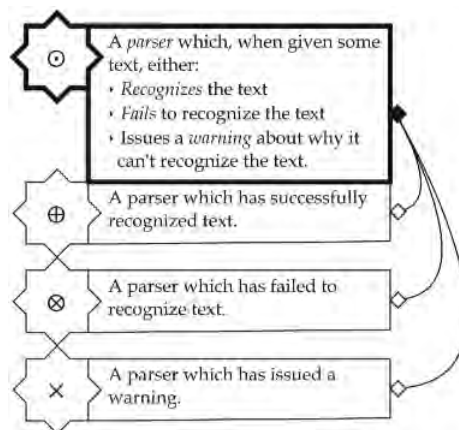 ⊙
A parser which, when given some
text, either:
‣ Recognizes the text
‣ Fails to recognize the text
‣ Issues a warning about why it
can't recognize the text.
⊕
A parser which has successfully
recognized text.
⊗
A parser which has failed to
recognize text.
×
A parser which has issued a
warning.